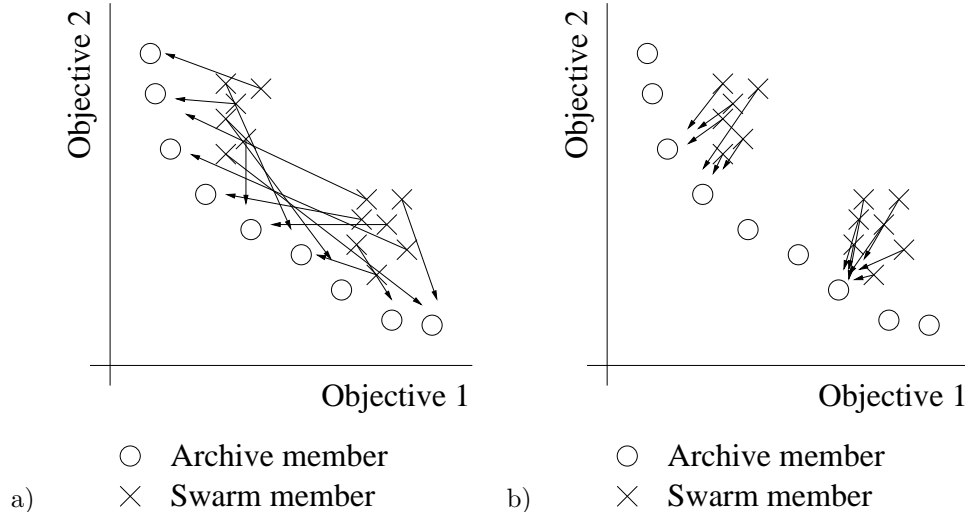 Objective 2
Objective 1
Archive member
a) Swarm member
Objective 2
Objective 1
Archive member
b) Swarm member